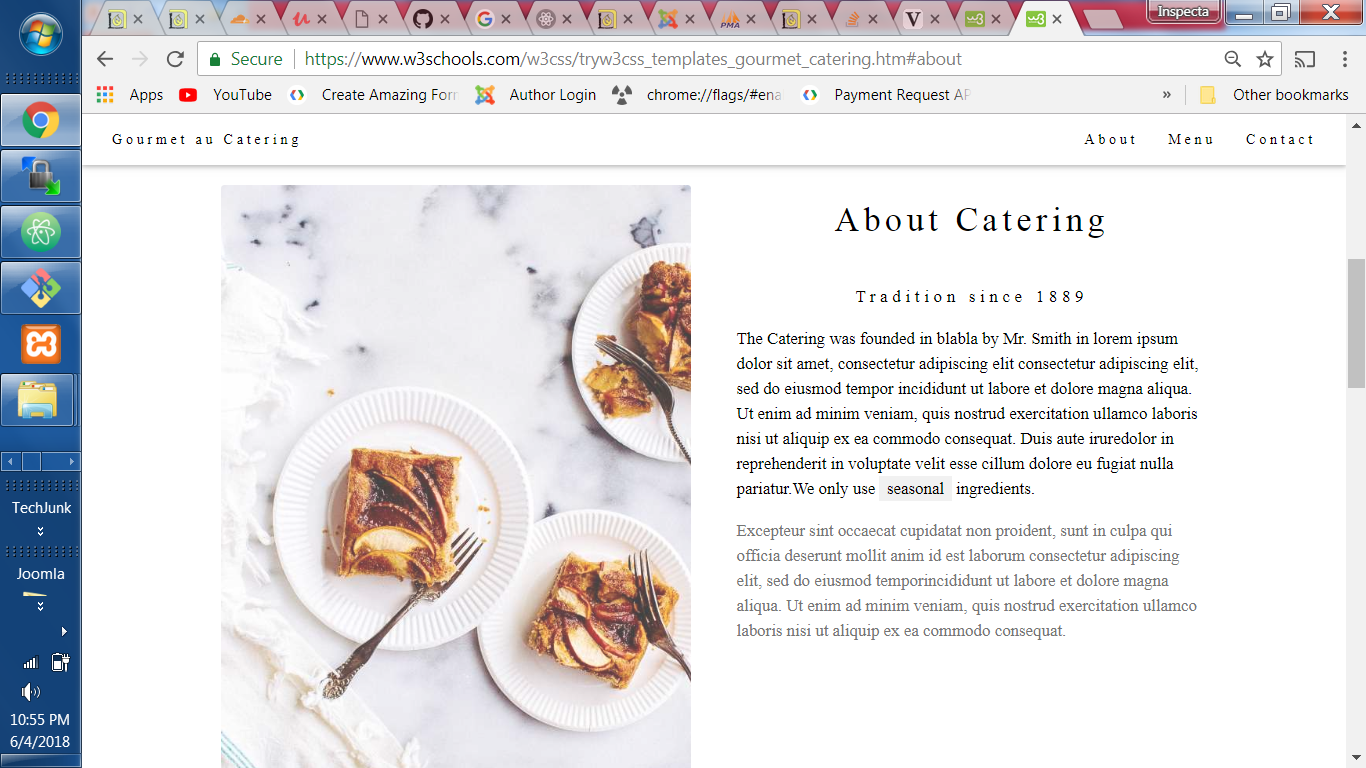 Inspecta
Secure
https://www.w3schools.com/w3css/tryw3css_templates_gourmet_catering.htm#about
Apps
YouTube
Create Amazing Forr
Author Login
chrome://flags/#ena
Payment Request AP
»
Other bookmarks
Gourmet au Catering
About
Menu
Contact
About Catering
Tradition since 1889
The Catering was founded in blabla by Mr. Smith in lorem ipsum
dolor sit amet, consectetur adipiscing elit consectetur adipiscing elit,
sed do eiusmod tempor incididunt ut labore et dolore magna aliqua.
Ut enim ad minim veniam, quis nostrud exercitation ullamco laboris
nisi ut aliquip ex ea commodo consequat. Duis aute iruredolor in
reprehenderit in voluptate velit esse cillum dolore eu fugiat nulla
pariatur.We only use seasonal ingredients.
Excepteur sint occaecat cupidatat non proident, sunt in culpa qui
officia deserunt mollit anim id est laborum consectetur adipiscing
elit, sed do eiusmod temporincididunt ut labore et dolore magna
aliqua. Ut enim ad minim veniam, quis nostrud exercitation ullamco
laboris nisi ut aliquip ex ea commodo consequat.
TechJunk
Joomla
10:55 PM
6/4/2018